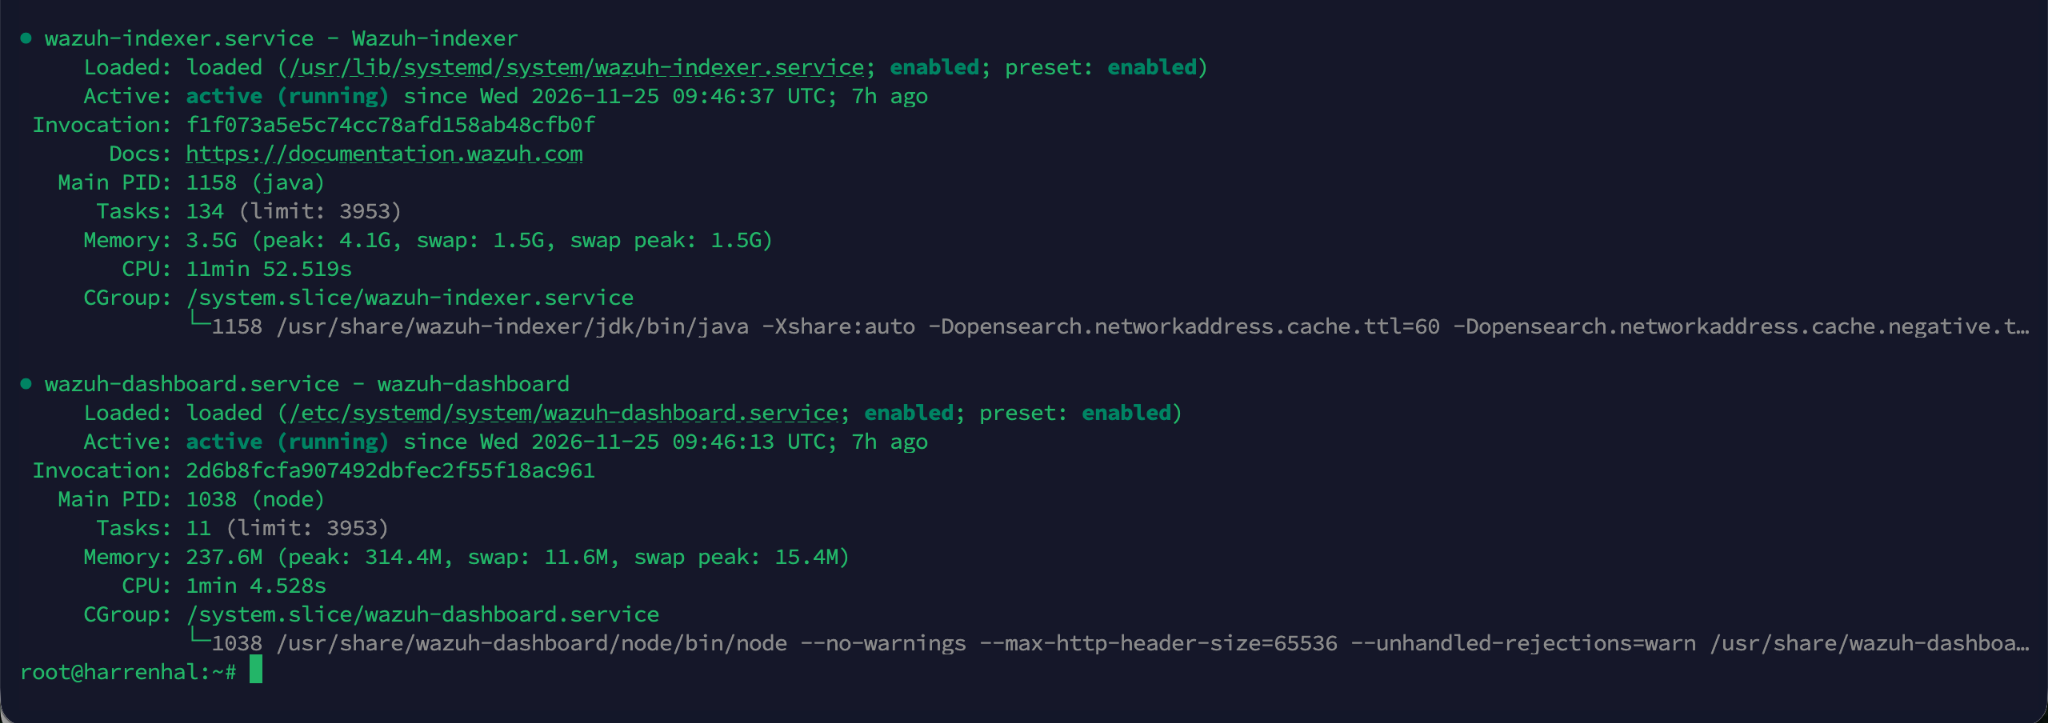 ● wazuh-indexer.service - Wazuh-indexer
Loaded: loaded (/usr/lib/systemd/system/wazuh-indexer.service; enabled; preset: enabled)
Active: active (running) since Wed 2026-11-25 09:46:37 UTC; 7h ago
Invocation: f1f073a5e5c74cc78afd158ab48cfb0f
Docs: https://documentation.wazuh.com
Main PID: 1158 (java)
Tasks: 134 (limit: 3953)
Memory: 3.5G (peak: 4.1G, swap: 1.5G, swap peak: 1.5G)
CPU: 11min 52.519s
CGroup: /system.slice/wazuh-indexer.service
└─1158 /usr/share/wazuh-indexer/jdk/bin/java -Xshare:auto -Dopensearch.networkaddress.cache.ttl=60 -Dopensearch.networkaddress.cache.negative.t…
● wazuh-dashboard.service - wazuh-dashboard
Loaded: loaded (/etc/systemd/system/wazuh-dashboard.service; enabled; preset: enabled)
Active: active (running) since Wed 2026-11-25 09:46:13 UTC; 7h ago
Invocation: 2d6b8fcfa907492dbfec2f55f18ac961
Main PID: 1038 (node)
Tasks: 11 (limit: 3953)
Memory: 237.6M (peak: 314.4M, swap: 11.6M, swap peak: 15.4M)
CPU: 1min 4.528s
CGroup: /system.slice/wazuh-dashboard.service
└─1038 /usr/share/wazuh-dashboard/node/bin/node --no-warnings --max-http-header-size=65536 --unhandled-rejections=warn /usr/share/wazuh-dashboa…
root@harrenhal:~#